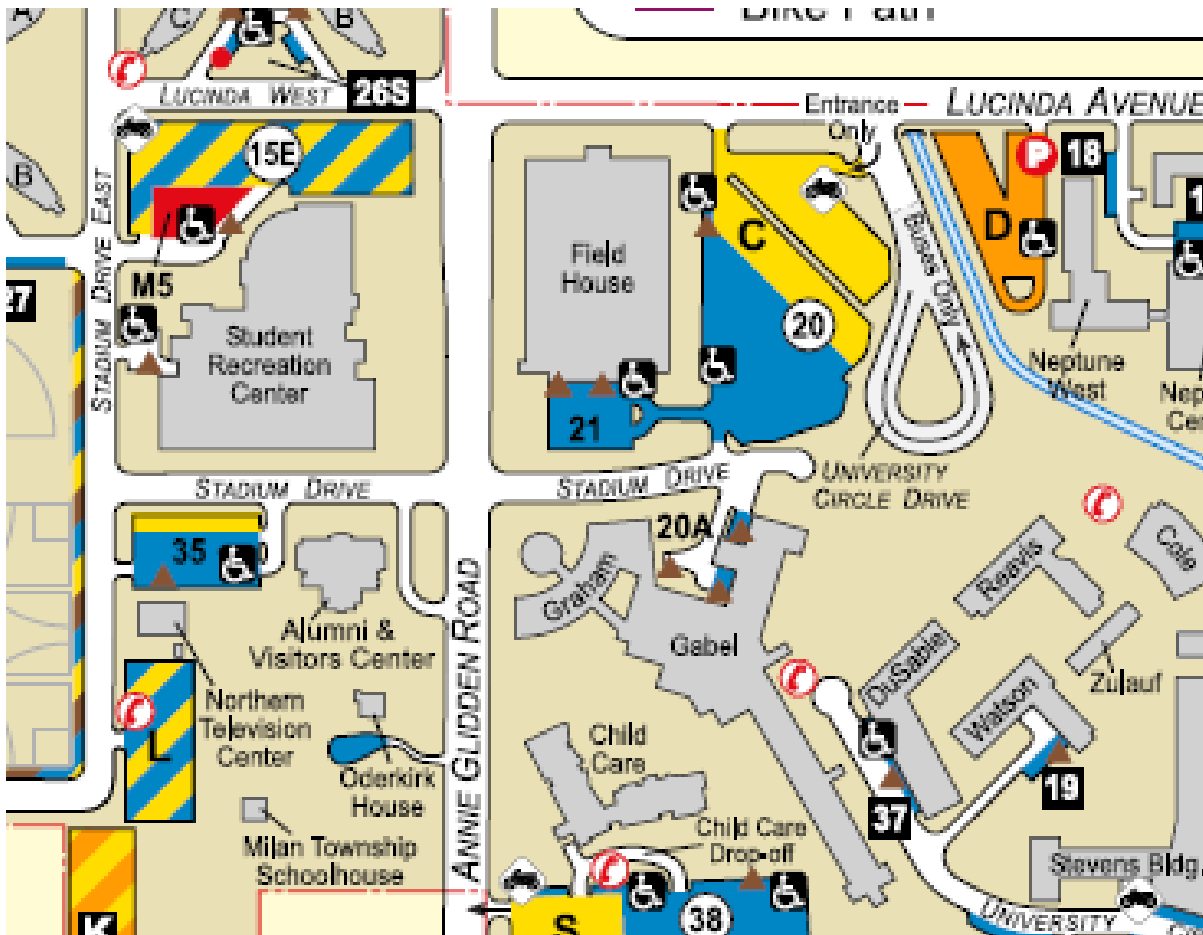 Bike Path
A
C
B
26S
LUCINDA WEST
Entrance
Only
LUCINDA AVENUE
15E
P
18
B
STADIUM DRIVE EAST
M5
27
C
D
Buses Only
Field
House
20
Student
Recreation
Center
Neptune
West
21
STADIUM DRIVE
STADIUM DRIVE
UNIVERSITY
CIRCLE DRIVE
35
20A
Graham
Gabel
Reavis
Cole
Alumni &
Visitors Center
ANNIE GLIDDEN ROAD
DuSable
Zulauf
Watson
Northern
Television
Center
L
Oderkirk
House
Child
Care
19
37
Milan Township
Schoolhouse
Child Care
Drop-off
Stevens Bldg.
K
S
38
UNIVERSITY